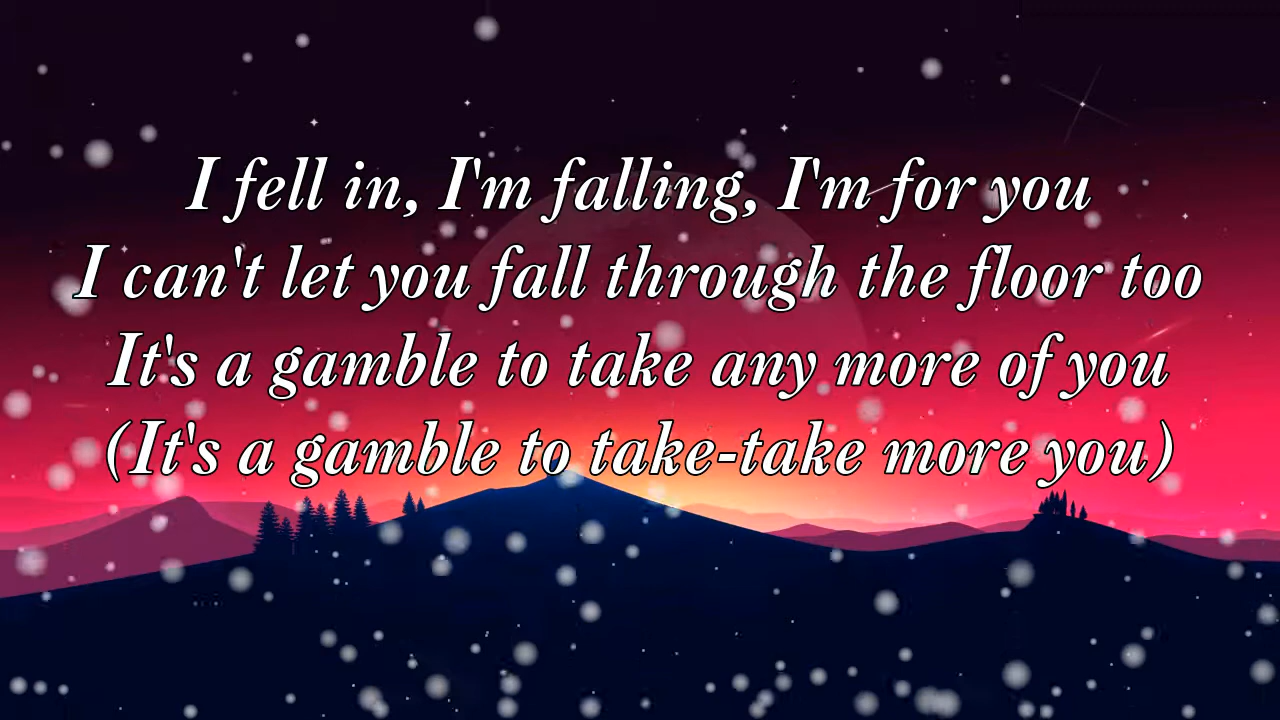 I fell in, I'm falling, I'm for you
I can't let you fall through the floor too
It's a gamble to take any more of you
(It's a gamble to take-take more you)